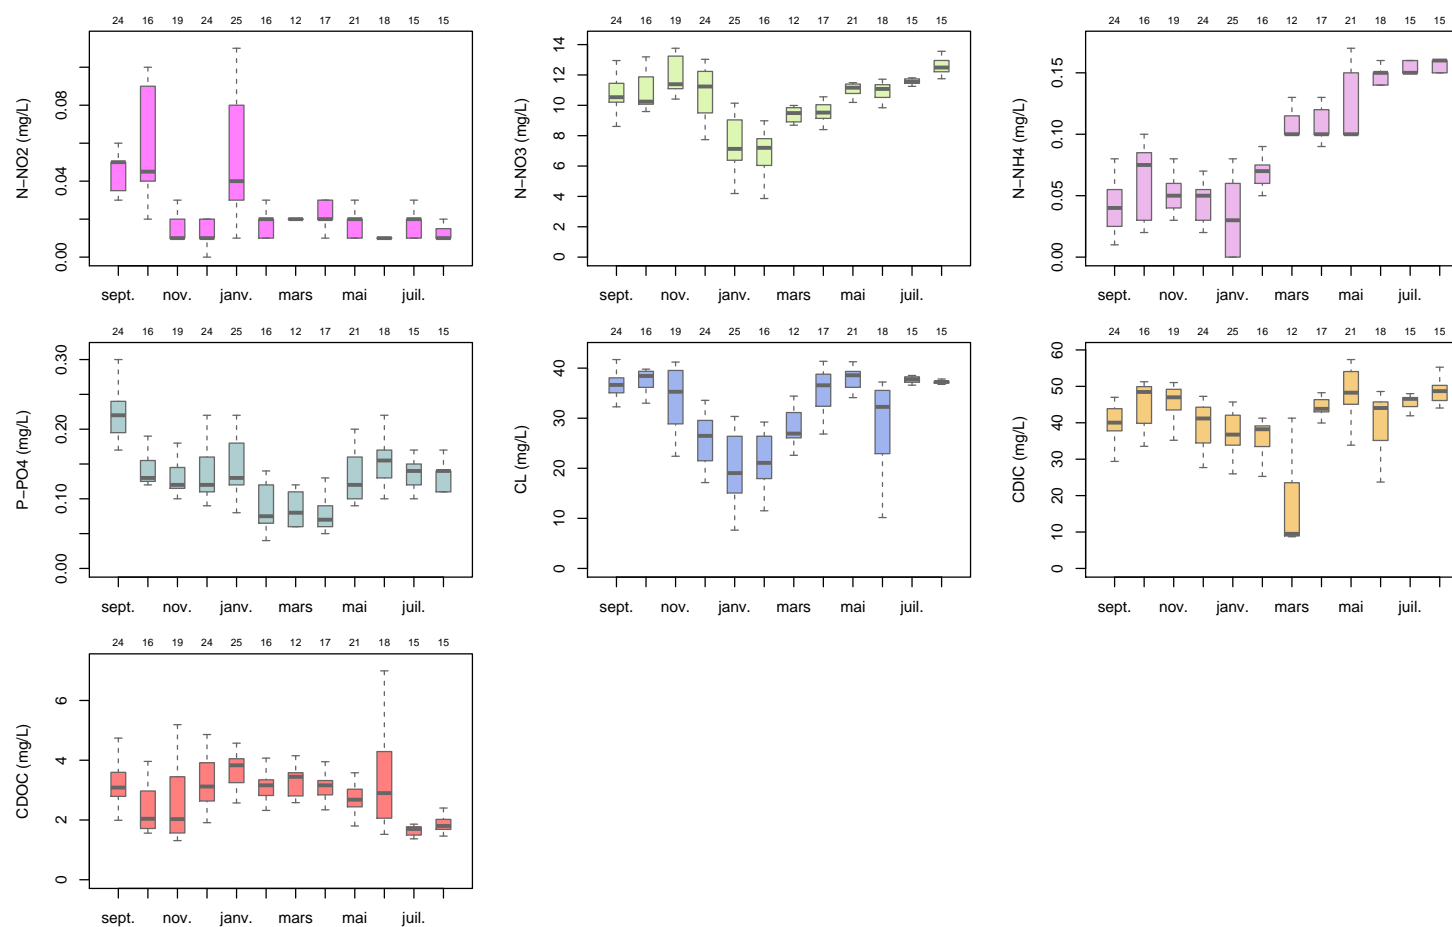 24 16 19 24 25 16 12 17 21 18 15 15
N−NO2 (mg/L)
0.00 0.04 0.08
sept. nov. janv. mars mai juil.
24 16 19 24 25 16 12 17 21 18 15 15
N−NO3 (mg/L)
0 2 4 6 8 10 12 14
sept. nov. janv. mars mai juil.
24 16 19 24 25 16 12 17 21 18 15 15
N−NH4 (mg/L)
0.00 0.05 0.10 0.15
sept. nov. janv. mars mai juil.
24 16 19 24 25 16 12 17 21 18 15 15
P−PO4 (mg/L)
0.00 0.10 0.20 0.30
sept. nov. janv. mars mai juil.
24 16 19 24 25 16 12 17 21 18 15 15
CL (mg/L)
0 10 20 30 40
sept. nov. janv. mars mai juil.
24 16 19 24 25 16 12 17 21 18 15 15
CDIC (mg/L)
0 10 20 30 40 50 60
sept. nov. janv. mars mai juil.
24 16 19 24 25 16 12 17 21 18 15 15
CDOC (mg/L)
0 2 4 6
sept. nov. janv. mars mai juil.